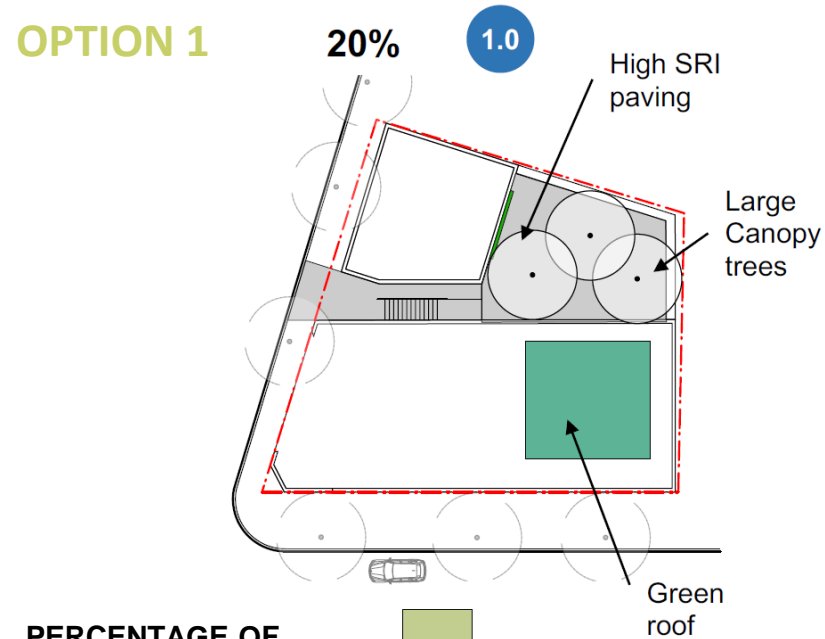 OPTION 1
20%
1.0
High SRI
paving
Large
Canopy
trees
Green
roof
PERCENTAGE OF